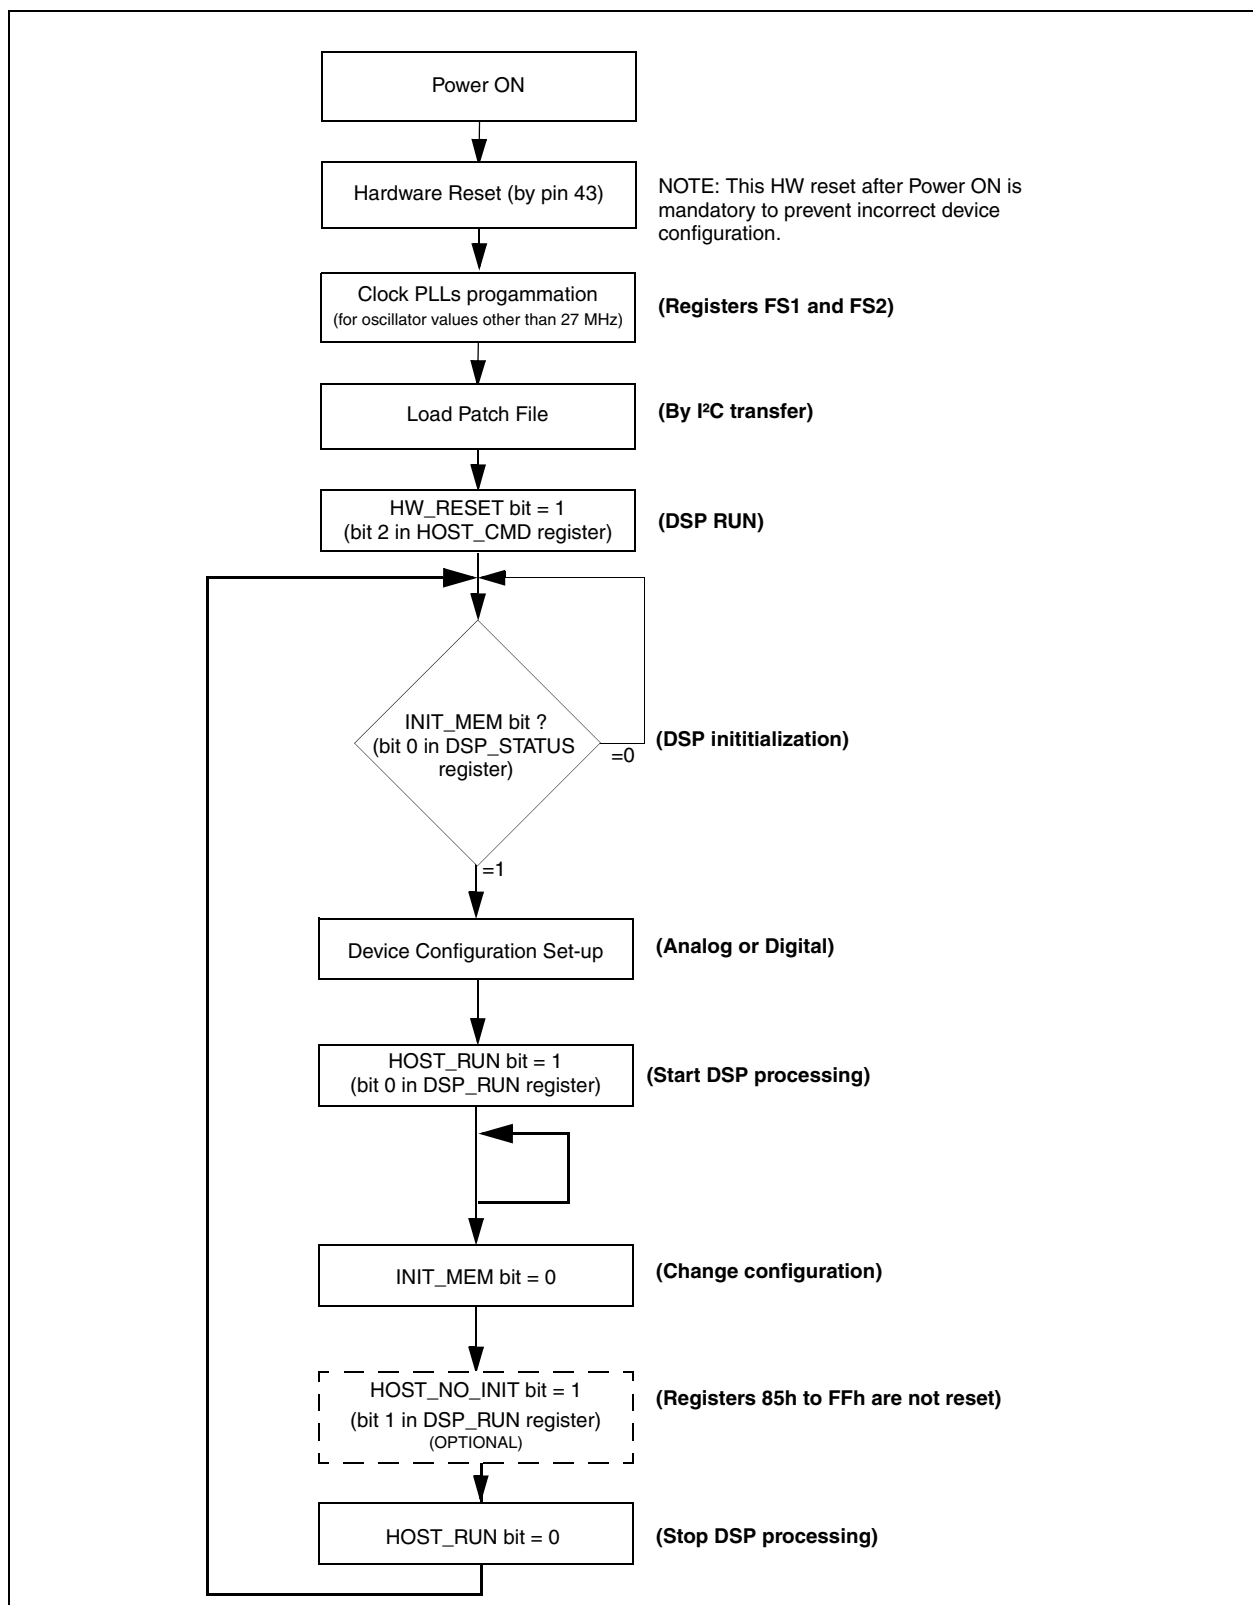 Power ON
Hardware Reset (by pin 43)
NOTE: This HW reset after Power ON is
mandatory to prevent incorrect device
configuration.
Clock PLLs progammation
(for oscillator values other than 27 MHz)
(Registers FS1 and FS2)
Load Patch File
(By I²C transfer)
HW_RESET bit = 1
(bit 2 in HOST_CMD register)
(DSP RUN)
INIT_MEM bit ?
(bit 0 in DSP_STATUS
register)
=0
(DSP inititialization)
=1
Device Configuration Set-up
(Analog or Digital)
HOST_RUN bit = 1
(bit 0 in DSP_RUN register)
(Start DSP processing)
INIT_MEM bit = 0
(Change configuration)
HOST_NO_INIT bit = 1
(bit 1 in DSP_RUN register)
(OPTIONAL)
(Registers 85h to FFh are not reset)
HOST_RUN bit = 0
(Stop DSP processing)